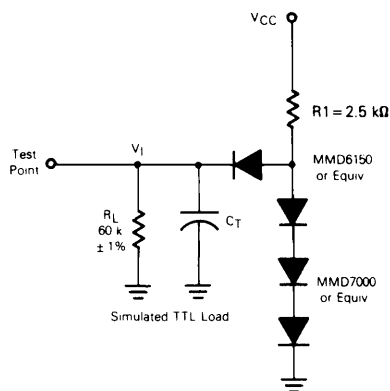 VCC
R1 = 2.5 kΩ
Test
Point
VI
MMD6150
or Equiv
RL
60 k
± 1%
CT
MMD7000
or Equiv
Simulated TTL Load